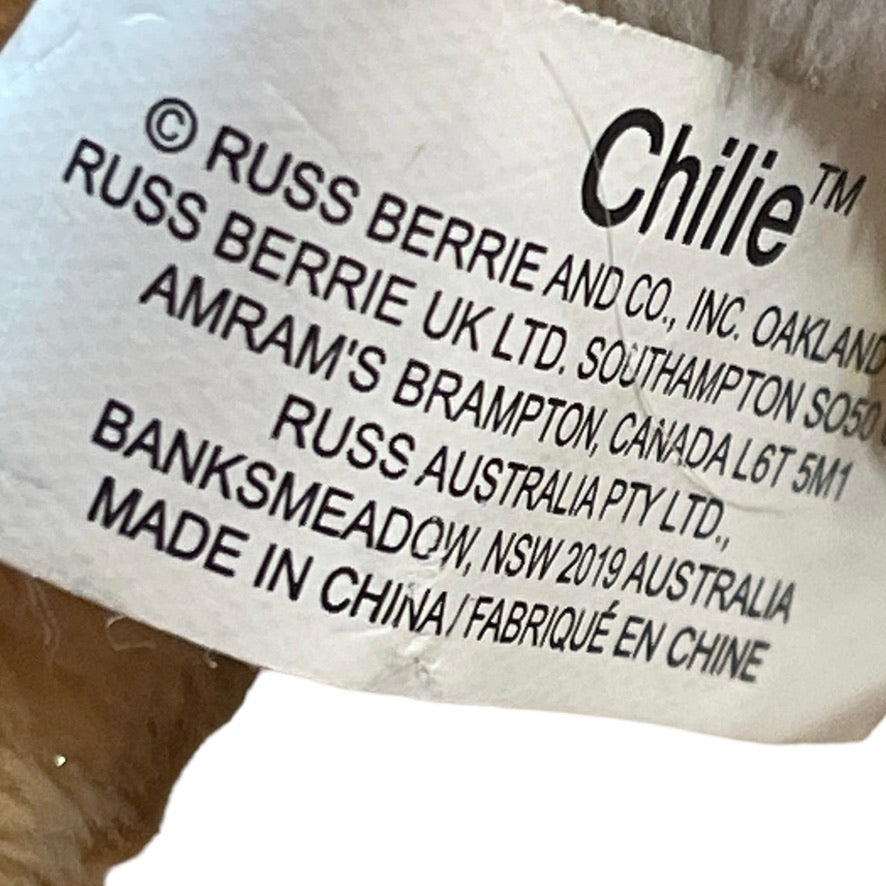 Chilie™
© RUSS BERRIE AND CO., INC. OAKLAND
RUSS BERRIE UK LTD. SOUTHAMPTON SO50
AMRAM'S BRAMPTON, CANADA L6T 5M1
RUSS AUSTRALIA PTY LTD.,
BANKSMEADOW, NSW 2019 AUSTRALIA
MADE IN CHINA / FABRIQUÉ EN CHINE